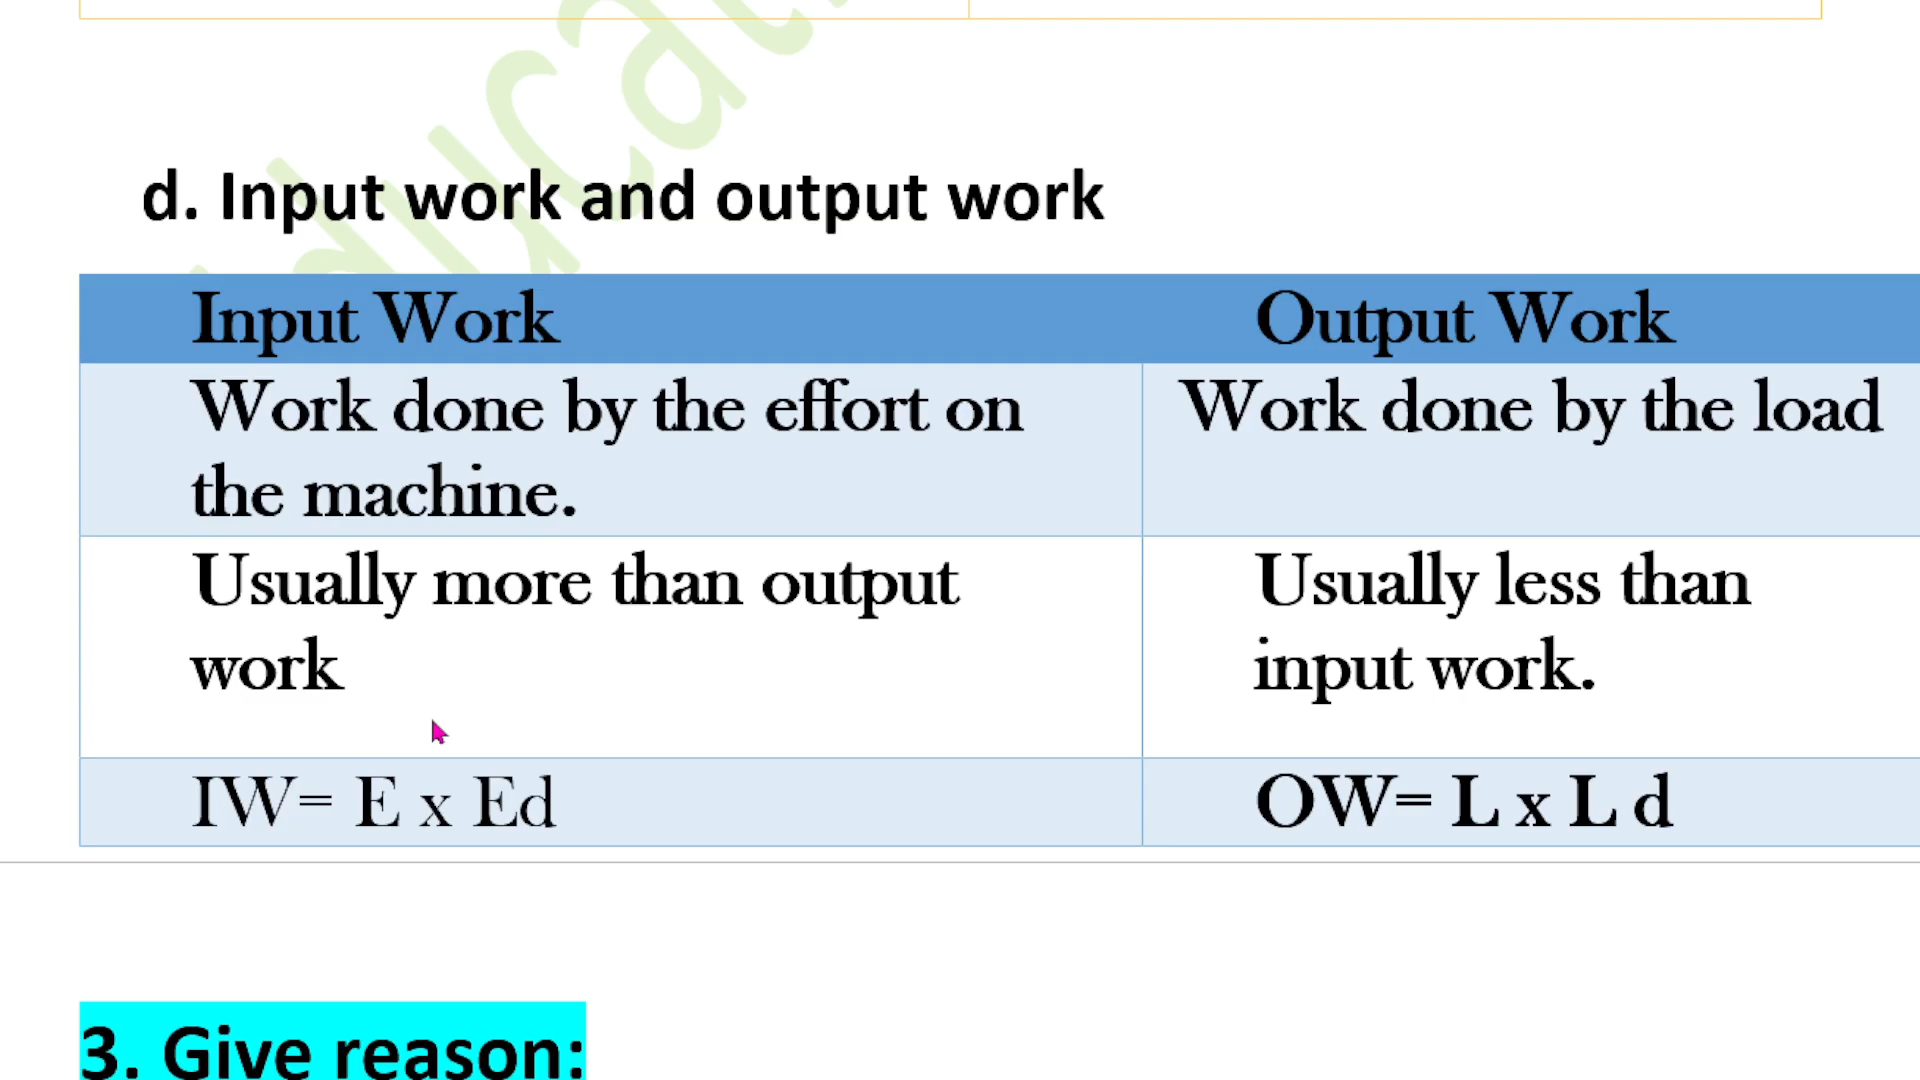 d. Input work and output work
Input Work
Output Work
Work done by the effort on
the machine.
Work done by the load
Usually more than output
work
Usually less than
input work.
IW= E x Ed
OW= L x L d
3. Give reason: